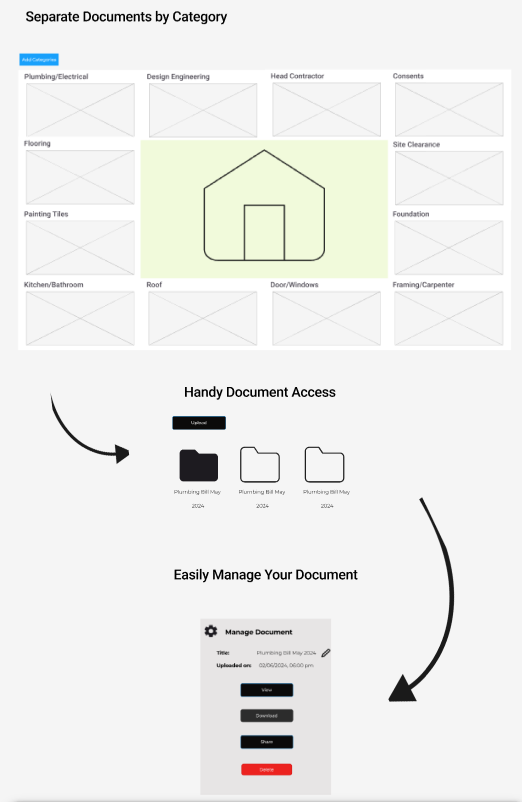 Separate Documents by Category
Add Categories
Plumbing/Electrical
Design Engineering
Head Contractor
Consents
Flooring
Site Clearance
Painting Tiles
Foundation
Kitchen/Bathroom
Roof
Door/Windows
Framing/Carpenter
Handy Document Access
Upload
Plumbing Bill May
2024
Plumbing Bill May
2024
Plumbing Bill May
2024
Easily Manage Your Document
Manage Document
Title: Plumbing Bill May 2024
Uploaded on: 02/06/2024, 06:00 pm
View
Download
Share
Delete